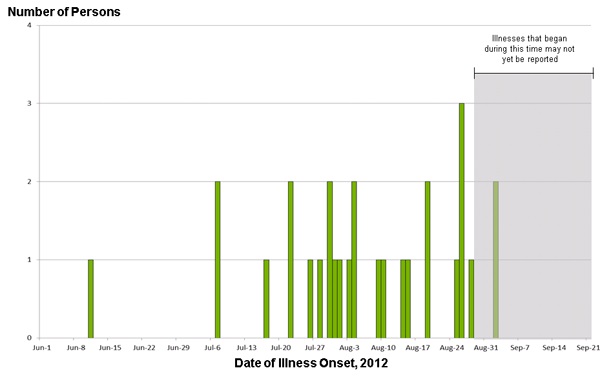 Number of Persons
Illnesses that began
during this time may not
yet be reported
4
3
2
1
0
Jun-1 Jun-8 Jun-15 Jun-22 Jun-29 Jul-6 Jul-13 Jul-20 Jul-27 Aug-3 Aug-10 Aug-17 Aug-24 Aug-31 Sep-7 Sep-14 Sep-21
Date of Illness Onset, 2012